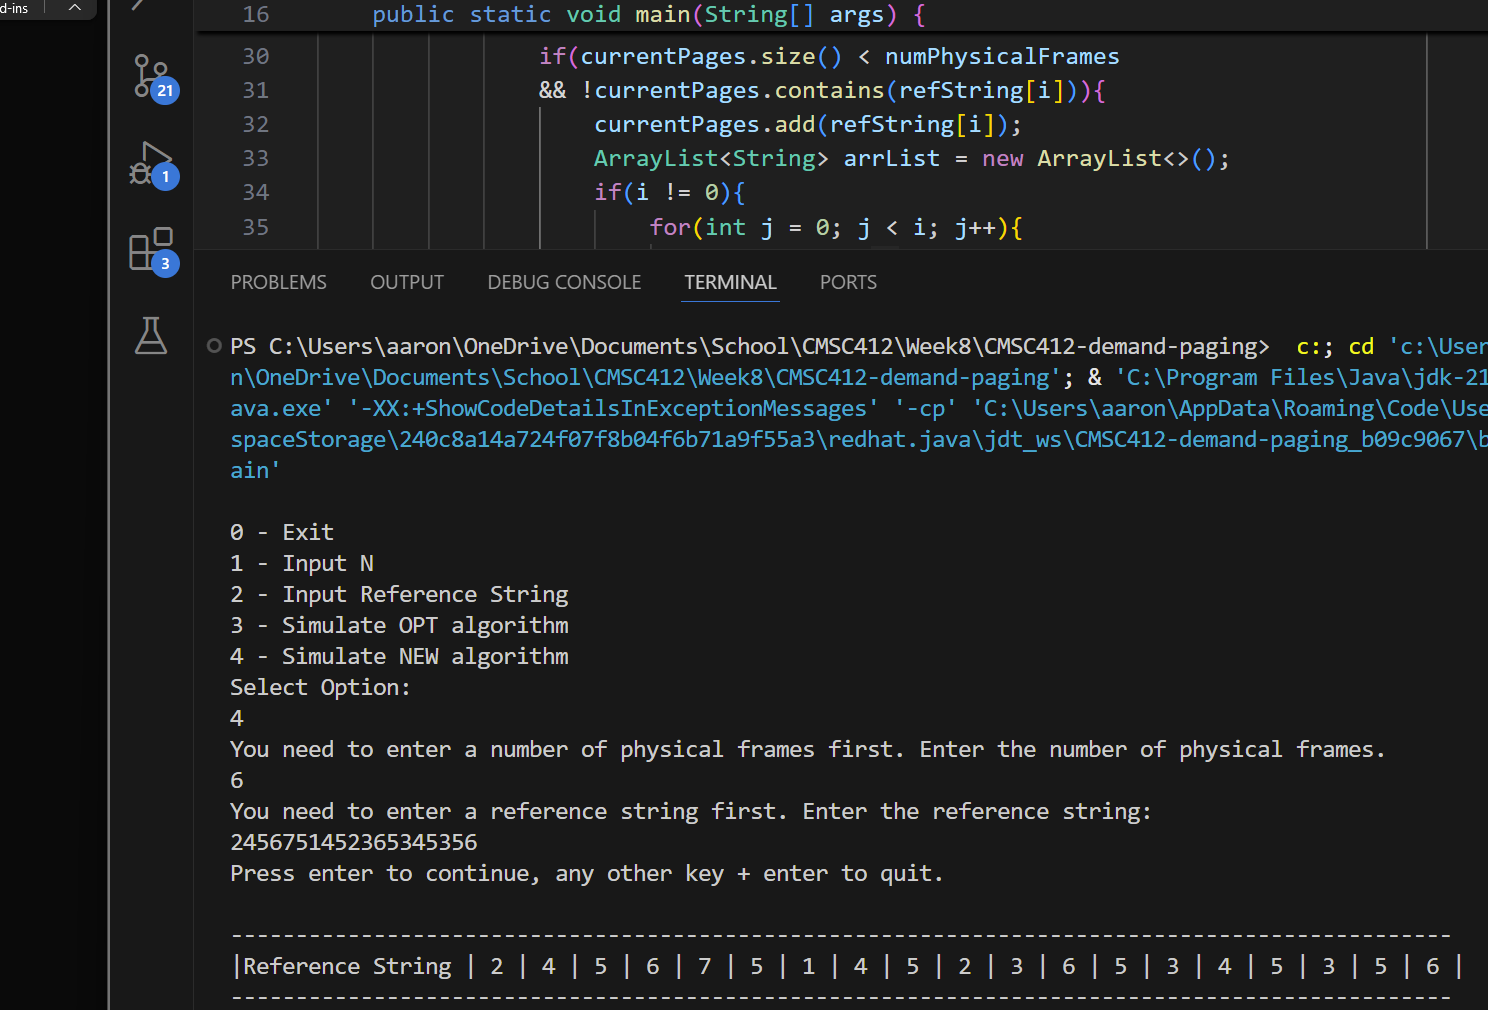 d-ins
16 public static void main(String[] args) {
30 if(currentPages.size() < numPhysicalFrames
31 && !currentPages.contains(refString[i])){
32 currentPages.add(refString[i]);
33 ArrayList<String> arrList = new ArrayList<>();
34 if(i != 0){
35 for(int j = 0; j < i; j++){
21
1
3
PROBLEMS OUTPUT DEBUG CONSOLE TERMINAL PORTS
PS C:\Users\aaron\OneDrive\Documents\School\CMSC412\Week8\CMSC412-demand-paging> c:; cd 'c:\User
n\OneDrive\Documents\School\CMSC412\Week8\CMSC412-demand-paging'; & 'C:\Program Files\Java\jdk-21
ava.exe' '-XX:+ShowCodeDetailsInExceptionMessages' '-cp' 'C:\Users\aaron\AppData\Roaming\Code\Use
spaceStorage\240c8a14a724f07f8b04f6b71a9f55a3\redhat.java\jdt_ws\CMSC412-demand-paging_b09c9067\b
ain'
0 - Exit
1 - Input N
2 - Input Reference String
3 - Simulate OPT algorithm
4 - Simulate NEW algorithm
Select Option:
4
You need to enter a number of physical frames first. Enter the number of physical frames.
6
You need to enter a reference string first. Enter the reference string:
2456751452365345356
Press enter to continue, any other key + enter to quit.
----------------------------------------------------------------------------------------------
|Reference String | 2 | 4 | 5 | 6 | 7 | 5 | 1 | 4 | 5 | 2 | 3 | 6 | 5 | 3 | 4 | 5 | 3 | 5 | 6 |
----------------------------------------------------------------------------------------------